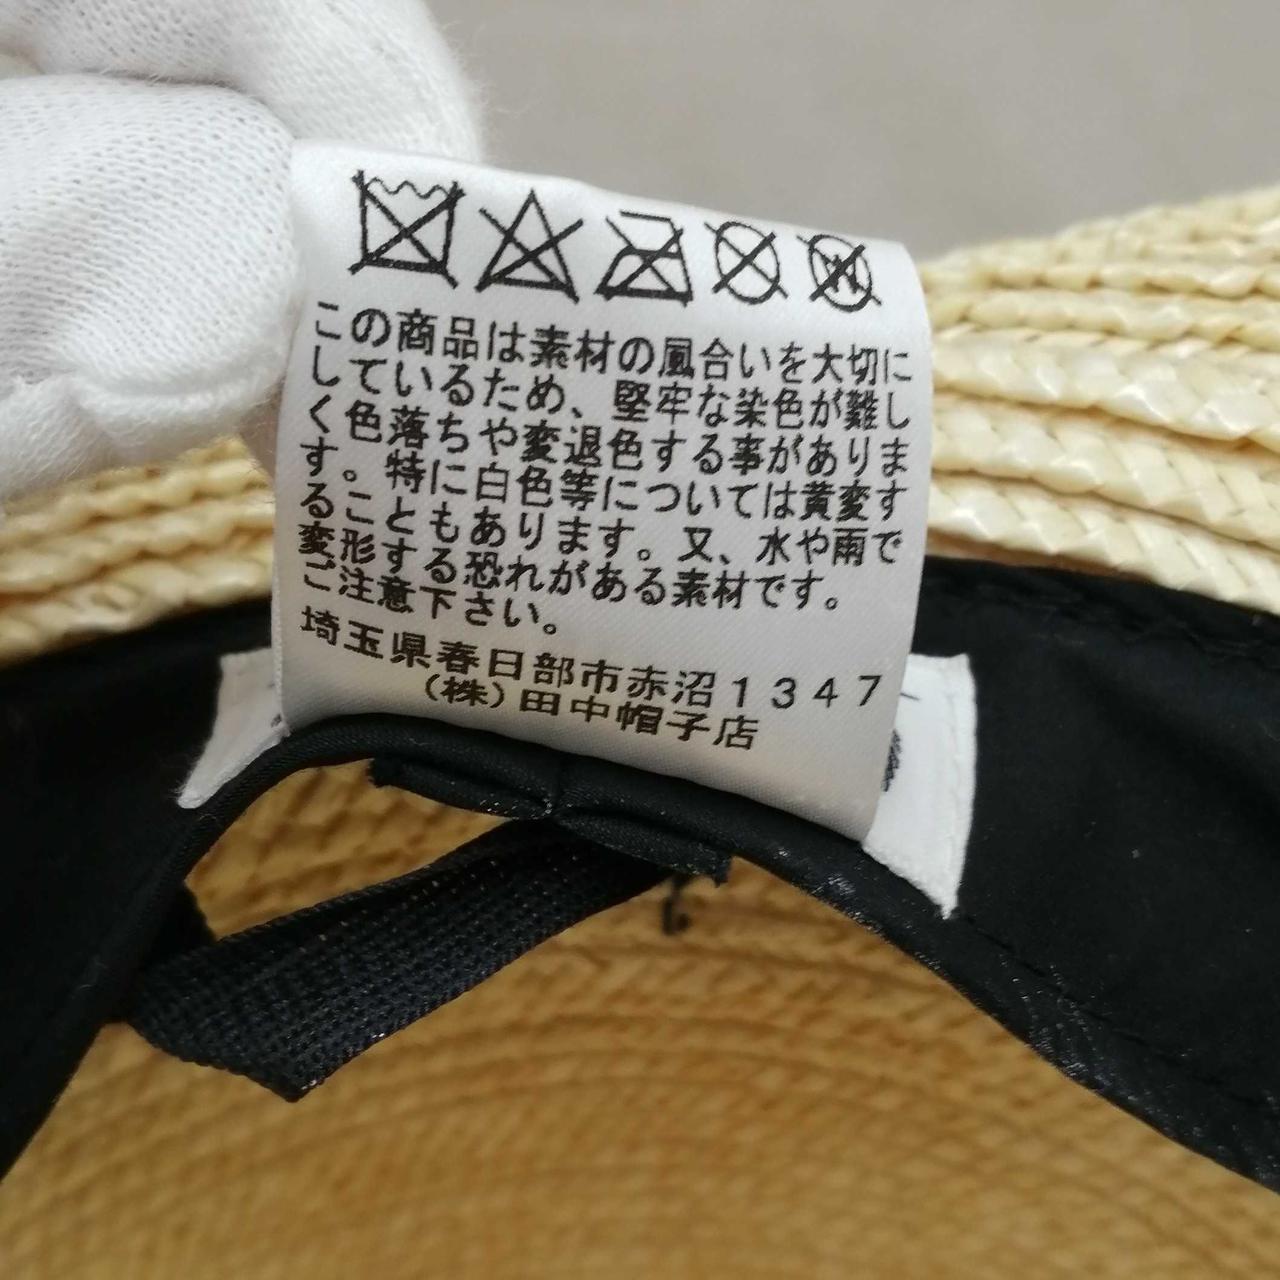 この商品は素材の風合いを大切に
しているため、堅牢な染色が難し
く色落ちや変退色する事がありま
す。特に白色等については黄変す
ることもあります。又、水や雨で
変形する恐れがある素材です。
ご注意下さい。
埼玉県春日部市赤沼1347
(株)田中帽子店